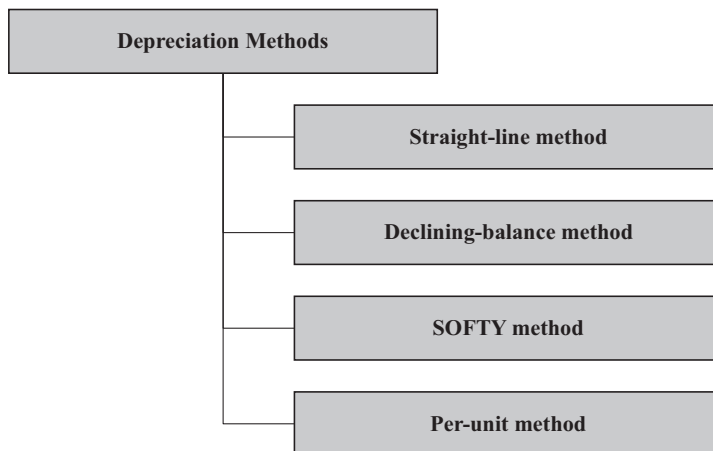 Depreciation Methods
Straight-line method
Declining-balance method
SOFTY method
Per-unit method